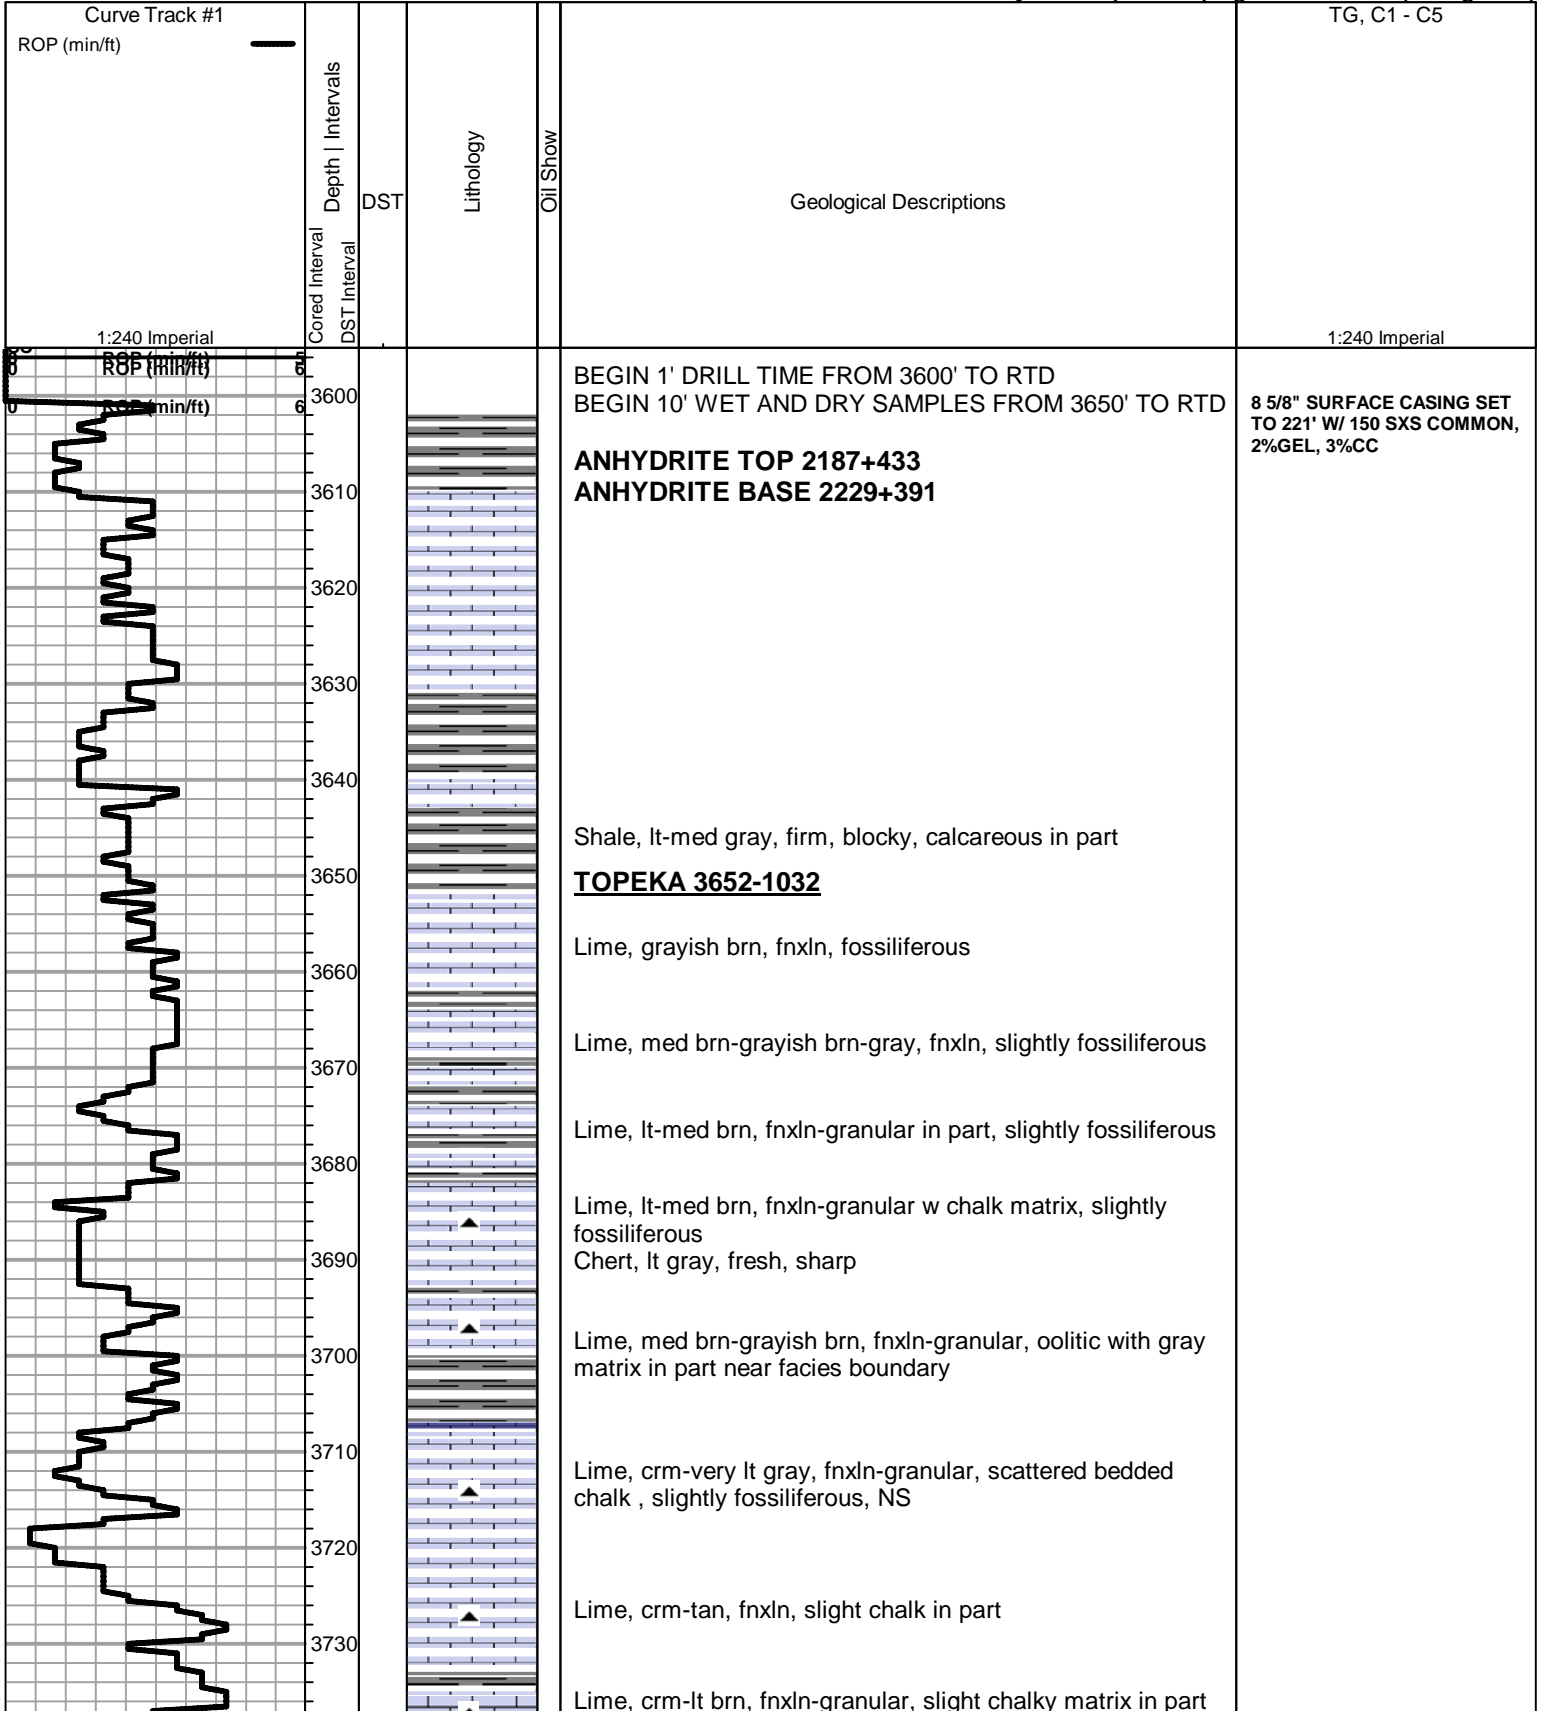 Curve Track #1
ROP (min/ft)
1:240 Imperial
Depth | Intervals
Cored Interval
DST Interval
DST
Lithology
Oil Show
Geological Descriptions
TG, C1 - C5
1:240 Imperial
0 ROP (min/ft) 5
0 ROP (min/ft) 6
0 ROP (min/ft) 6
3600
3610
3620
3630
3640
3650
3660
3670
3680
3690
3700
3710
3720
3730
BEGIN 1' DRILL TIME FROM 3600' TO RTD
BEGIN 10' WET AND DRY SAMPLES FROM 3650' TO RTD
ANHYDRITE TOP 2187+433
ANHYDRITE BASE 2229+391
Shale, lt-med gray, firm, blocky, calcareous in part
TOPEKA 3652-1032
Lime, grayish brn, fnxln, fossiliferous
Lime, med brn-grayish brn-gray, fnxln, slightly fossiliferous
Lime, lt-med brn, fnxln-granular in part, slightly fossiliferous
Lime, lt-med brn, fnxln-granular w chalk matrix, slightly
fossiliferous
Chert, lt gray, fresh, sharp
Lime, med brn-grayish brn, fnxln-granular, oolitic with gray
matrix in part near facies boundary
Lime, crm-very lt gray, fnxln-granular, scattered bedded
chalk , slightly fossiliferous, NS
Lime, crm-tan, fnxln, slight chalk in part
Lime, crm-lt brn, fnxln-granular, slight chalky matrix in part
8 5/8" SURFACE CASING SET
TO 221' W/ 150 SXS COMMON,
2%GEL, 3%CC